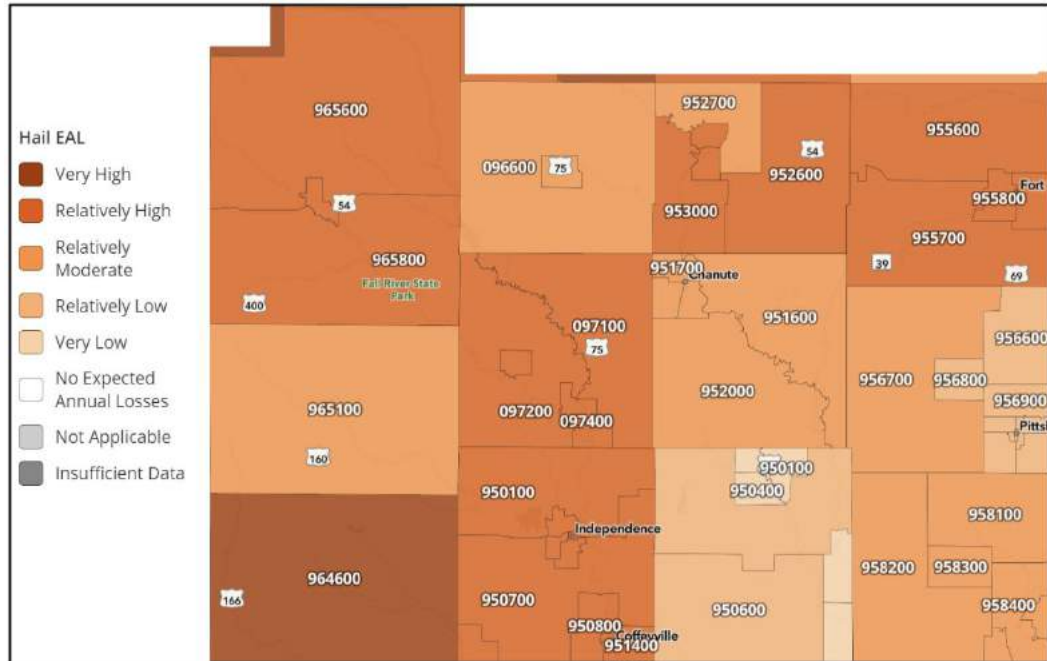 Hail EAL
Very High
Relatively High
Relatively
Moderate
Relatively Low
Very Low
No Expected
Annual Losses
Not Applicable
Insufficient Data
965600
54
965800
Fall River State
Park
400
965100
160
964600
166
096600
75
097100
75
097200
097400
950100
Independence
950700
950800
Coffeyville
951400
952700
54
952600
953000
951700
Chanute
951600
952000
950100
950400
950600
955600
955800
Fort
955700
39
69
956600
956700
956800
956900
Pitts
958100
958200
958300
958400